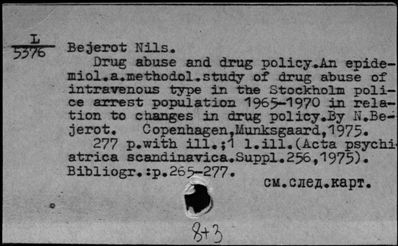 L
5376
Bejerot Nils.
Drug abuse and drug policy.An epide-
miol.a.methodol.study of drug abuse of
intravenous type in the Stockholm poli-
ce arrest population 1965-1970 in rela-
tion to changes in drug policy.By N.Be-
jerot. Copenhagen,Munksgaard,1975.
277 p.with ill.;1 l.ill.(Acta psychi-
atrica scandinavica.Suppl.256,1975).
Bibliogr.:p.265-277.
см.след.карт.
8+3